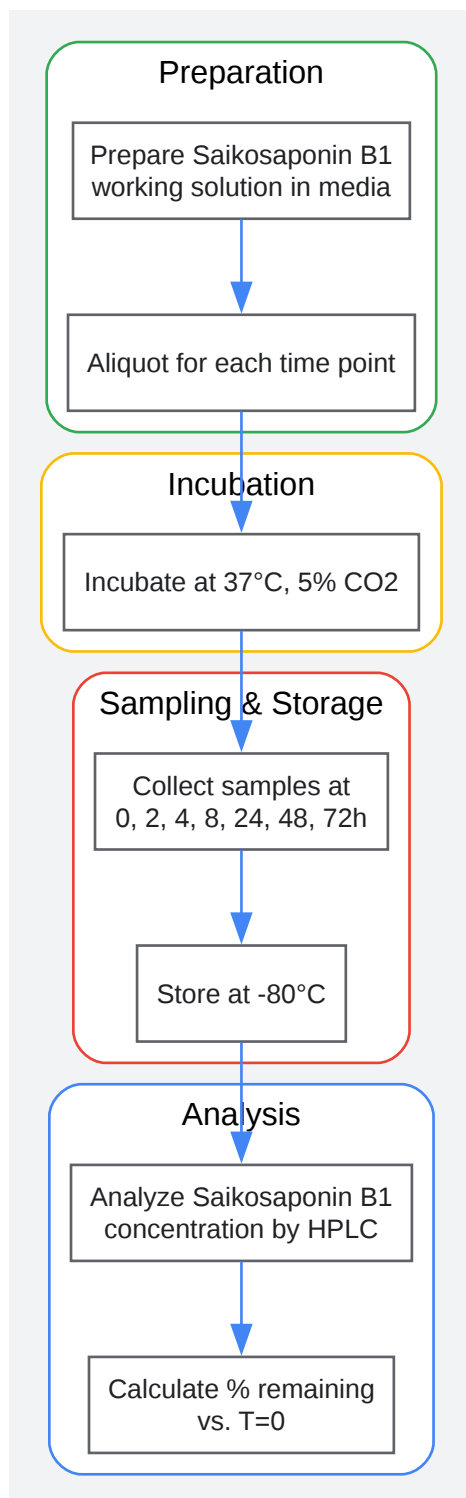 Preparation
Prepare Saikosaponin B1
working solution in media
Aliquot for each time point
Incubation
Incubate at 37°C, 5% CO2
Sampling & Storage
Collect samples at
0, 2, 4, 8, 24, 48, 72h
Store at -80°C
Analysis
Analyze Saikosaponin B1
concentration by HPLC
Calculate % remaining
vs. T=0